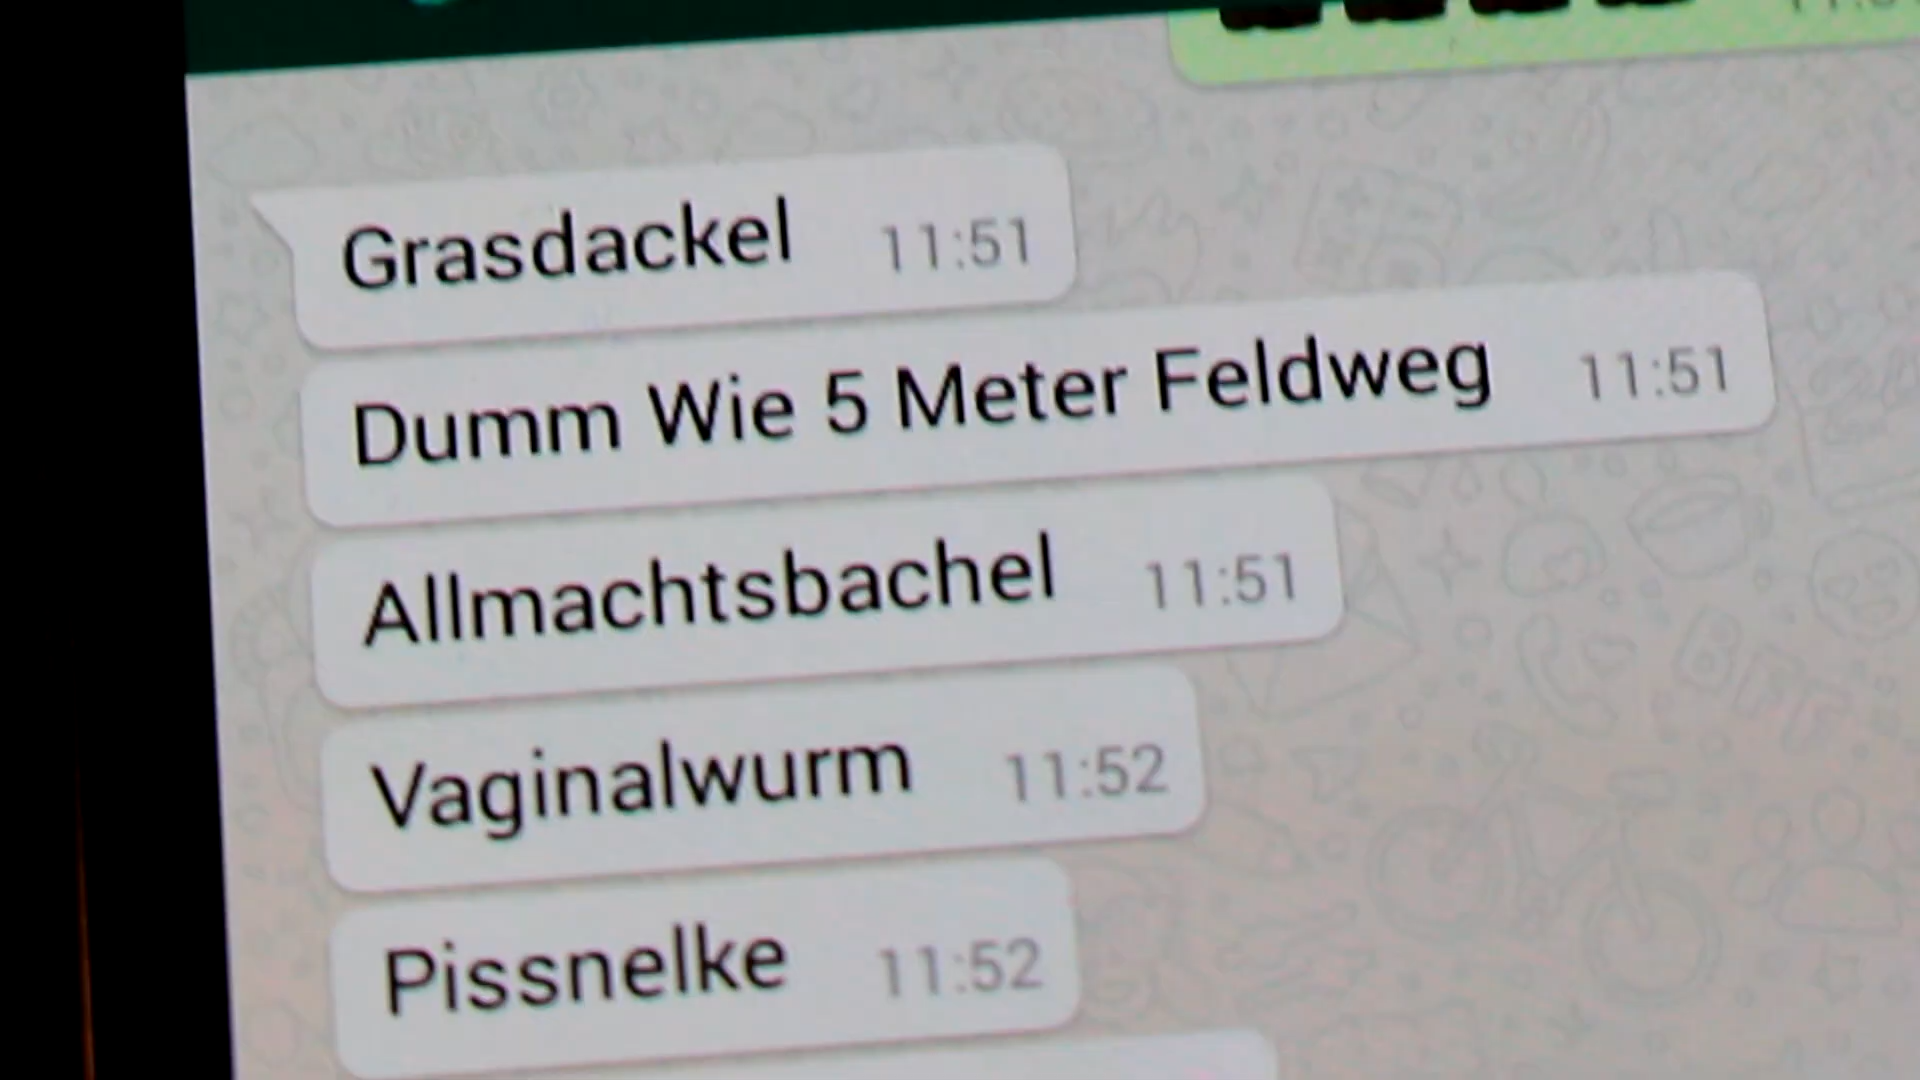 Grasdackel 11:51
Dumm Wie 5 Meter Feldweg 11:51
Allmachtsbachel 11:51
Vaginalwurm 11:52
Pissnelke 11:52